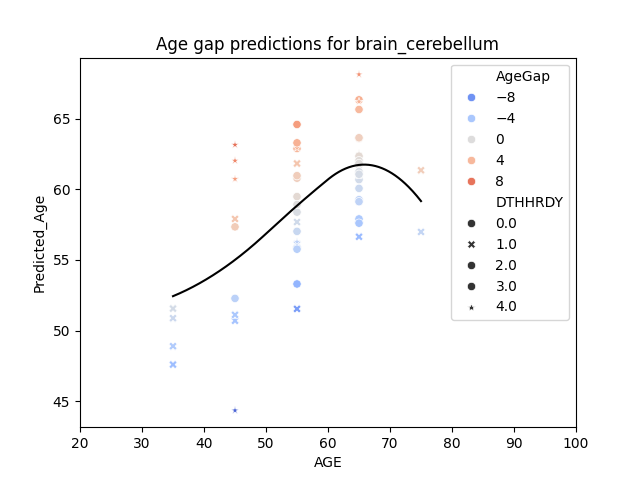 Age gap predictions for brain_cerebellum
Predicted_Age
65
60
55
50
45
20 30 40 50 60 70 80 90 100
AGE
AgeGap
−8
−4
0
4
8
DTHHRDY
0.0
1.0
2.0
3.0
4.0